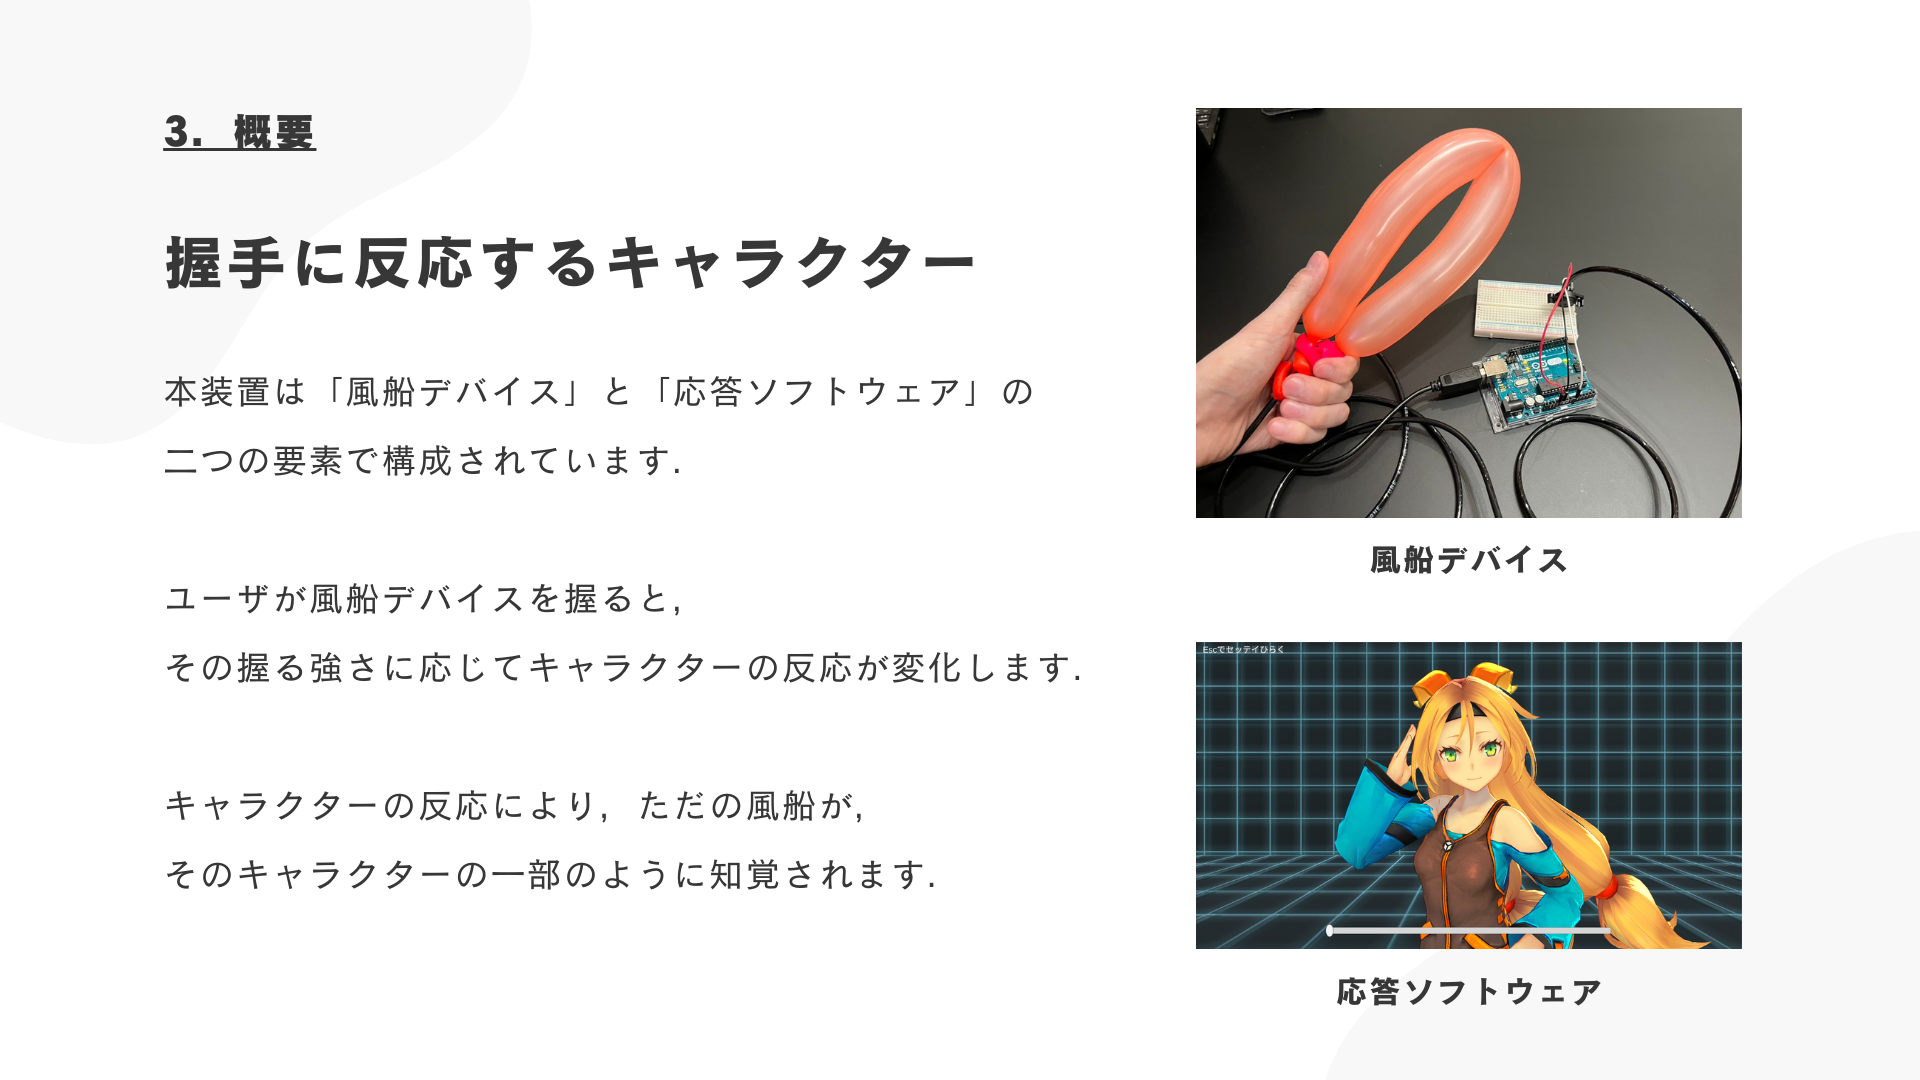 3. 概要
握手に反応するキャラクター
本装置は「風船デバイス」と「応答ソフトウェア」の
二つの要素で構成されています.
ユーザが風船デバイスを握ると,
その握る強さに応じてキャラクターの反応が変化します.
キャラクターの反応により, ただの風船が,
そのキャラクターの一部のように知覚されます.
風船デバイス
Escでセッテイひらく
応答ソフトウェア